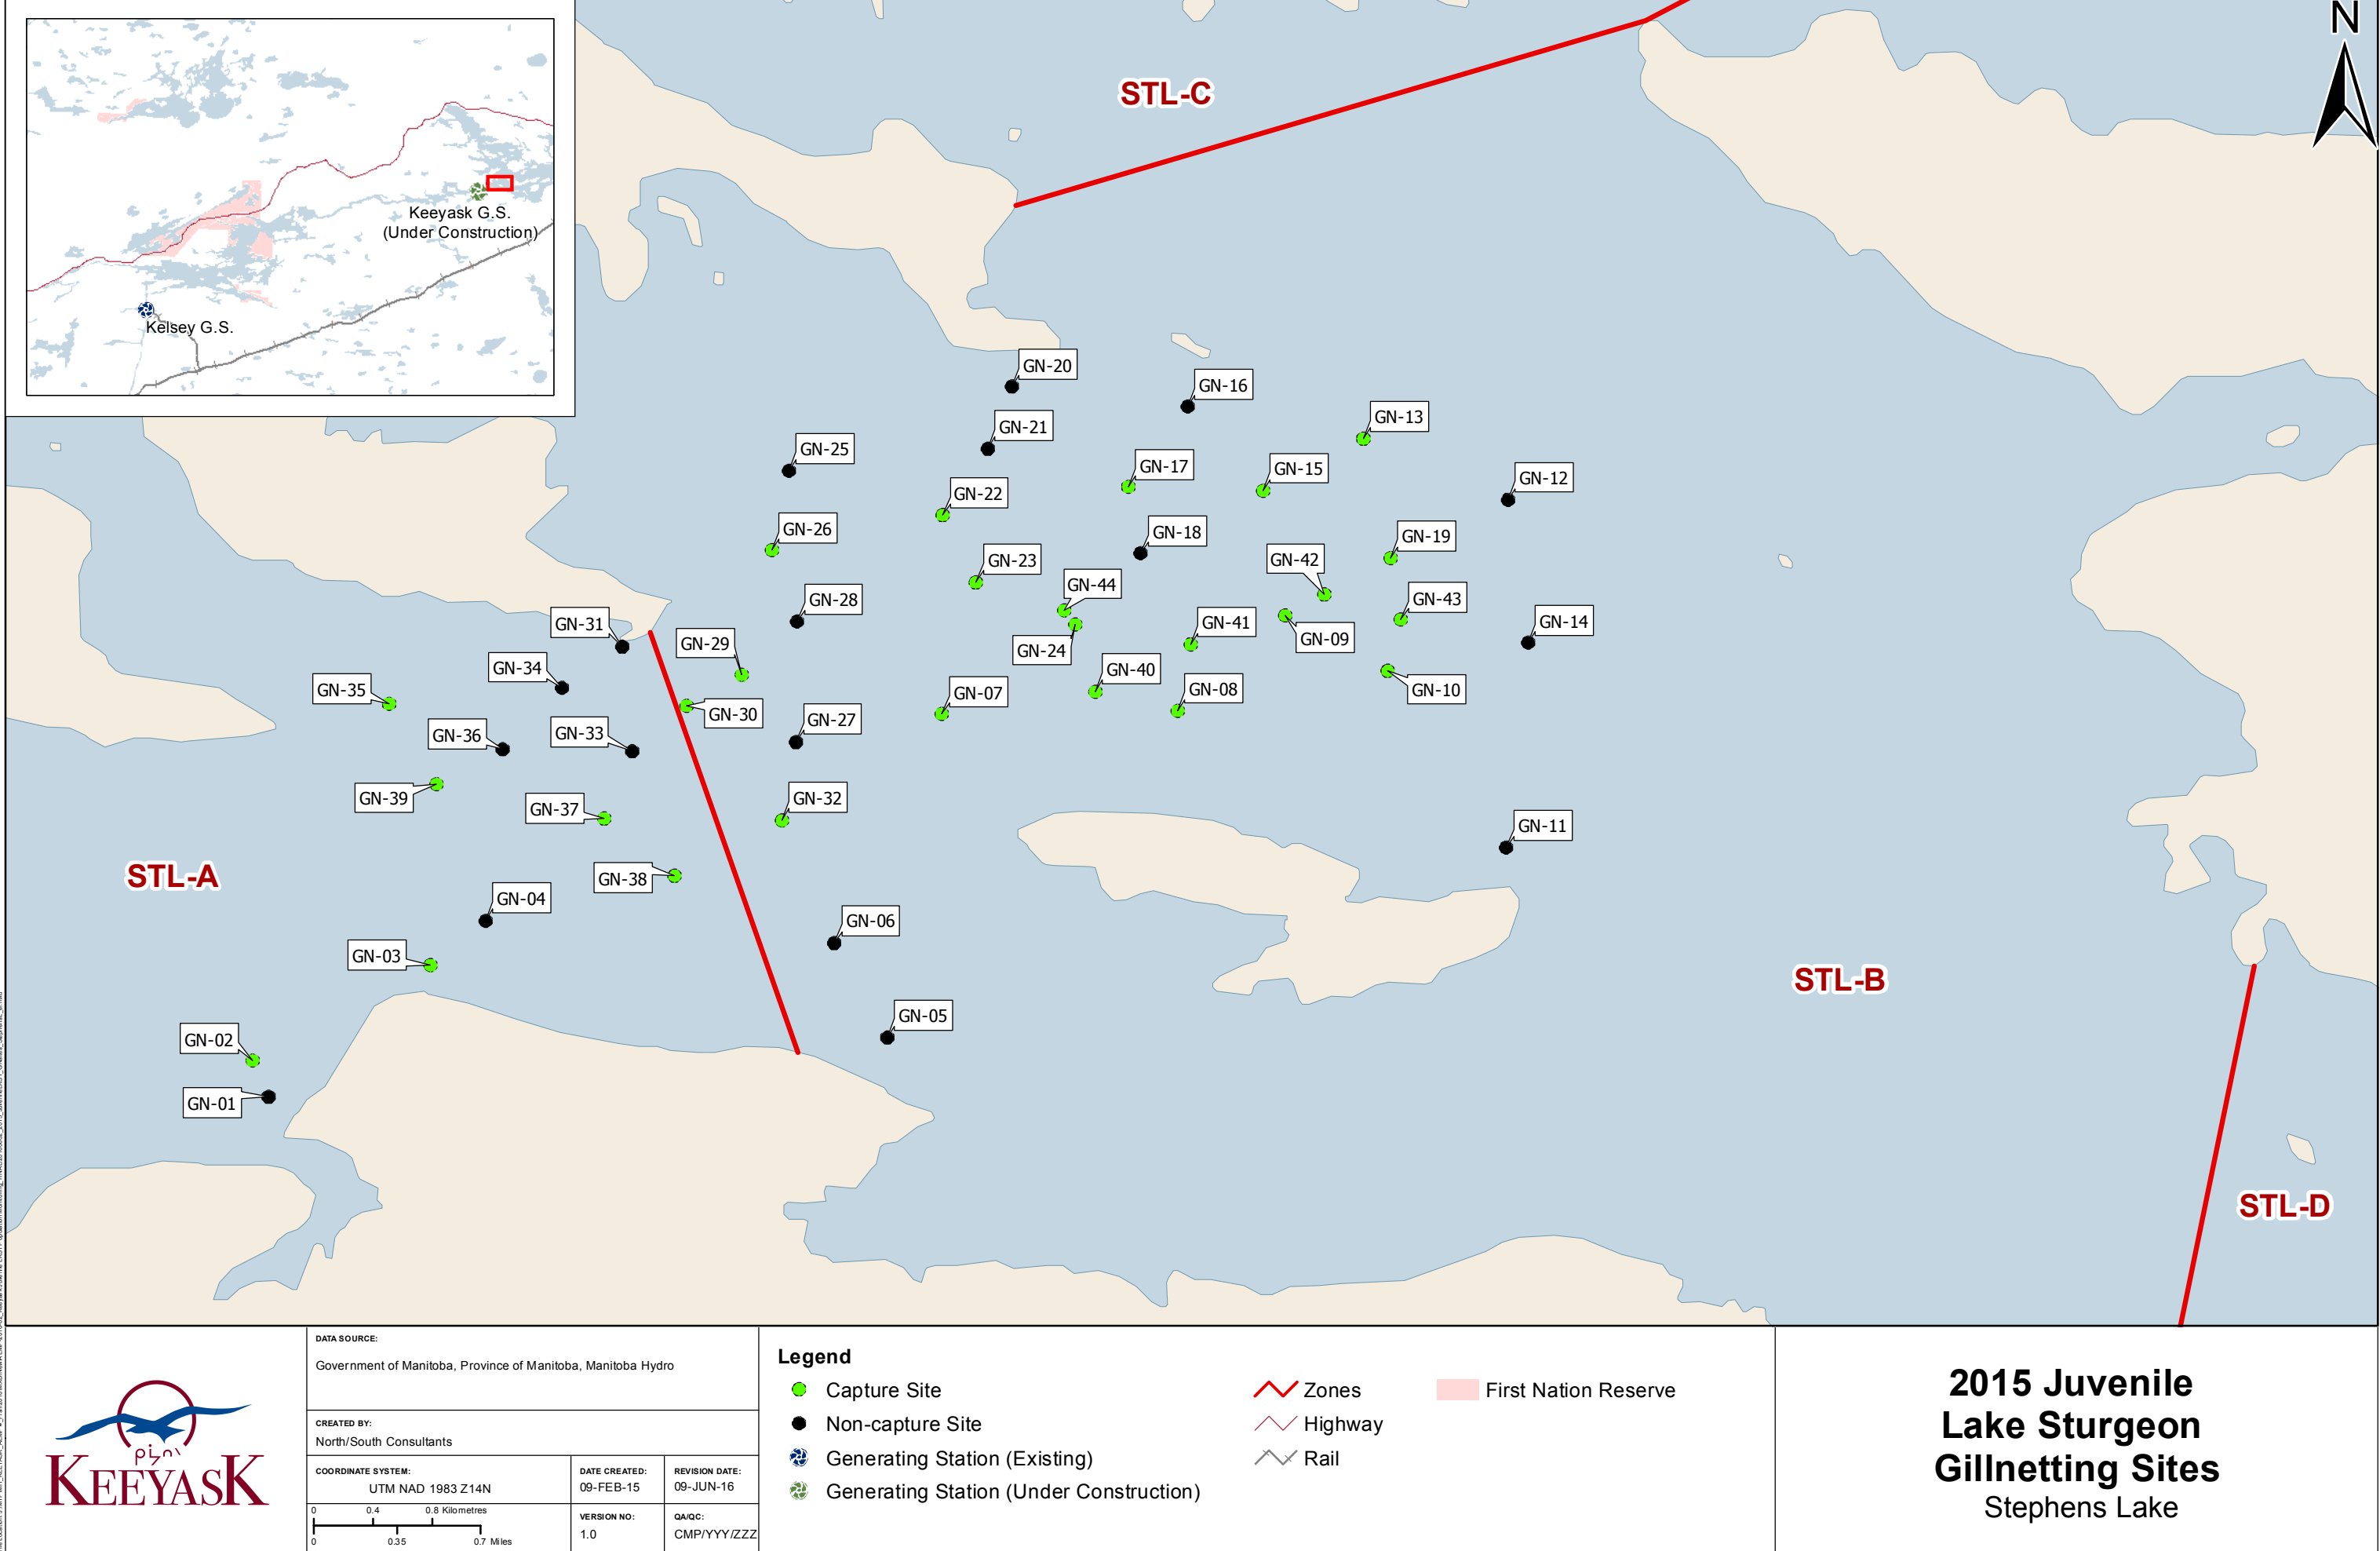 N
STL-C
Keeyask G.S.
(Under Construction)
Kelsey G.S.
GN-20
GN-16
GN-13
GN-21
GN-25
GN-17
GN-15
GN-12
GN-22
GN-26
GN-18
GN-19
GN-23
GN-42
GN-44
GN-28
GN-43
GN-31
GN-41
GN-14
GN-29
GN-09
GN-24
GN-34
GN-40
GN-35
GN-07
GN-08
GN-10
GN-30
GN-27
GN-36
GN-33
GN-39
GN-32
GN-37
GN-11
STL-A
GN-38
GN-04
GN-06
GN-03
STL-B
GN-05
GN-02
GN-01
STL-D
KEEYASK
DATA SOURCE:
Government of Manitoba, Province of Manitoba, Manitoba Hydro
CREATED BY:
North/South Consultants
COORDINATE SYSTEM:
UTM NAD 1983 Z14N
DATE CREATED:
09-FEB-15
REVISION DATE:
09-JUN-16
0 0.4 0.8 Kilometres
0 0.35 0.7 Miles
VERSION NO:
1.0
QA/QC:
CMP/YYY/ZZZ
Legend
Capture Site
Non-capture Site
Generating Station (Existing)
Generating Station (Under Construction)
Zones
Highway
Rail
First Nation Reserve
2015 Juvenile
Lake Sturgeon
Gillnetting Sites
Stephens Lake